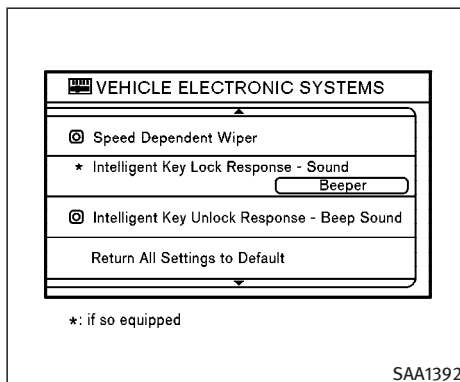 VEHICLE ELECTRONIC SYSTEMS
Speed Dependent Wiper
* Intelligent Key Lock Response - Sound
Beeper
Intelligent Key Unlock Response - Beep Sound
Return All Settings to Default
*: if so equipped
SAA1392